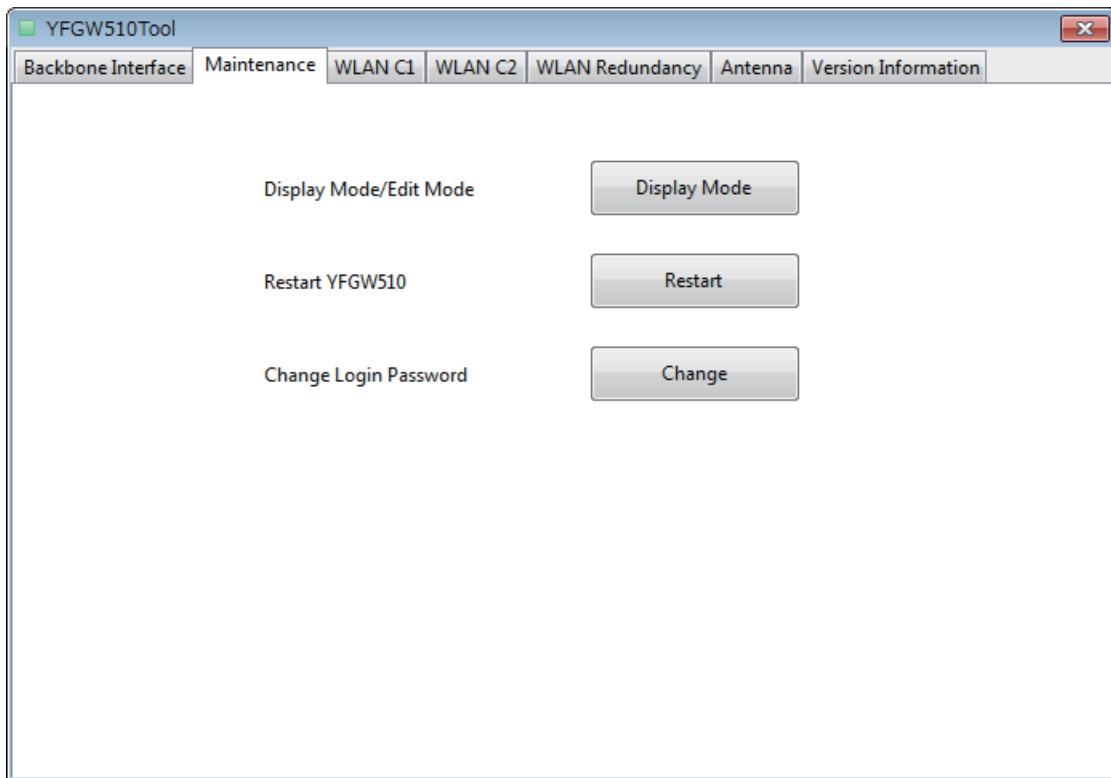 YFGW510Tool
Backbone Interface Maintenance WLAN C1 WLAN C2 WLAN Redundancy Antenna Version Information
Display Mode/Edit Mode Display Mode
Restart YFGW510 Restart
Change Login Password Change